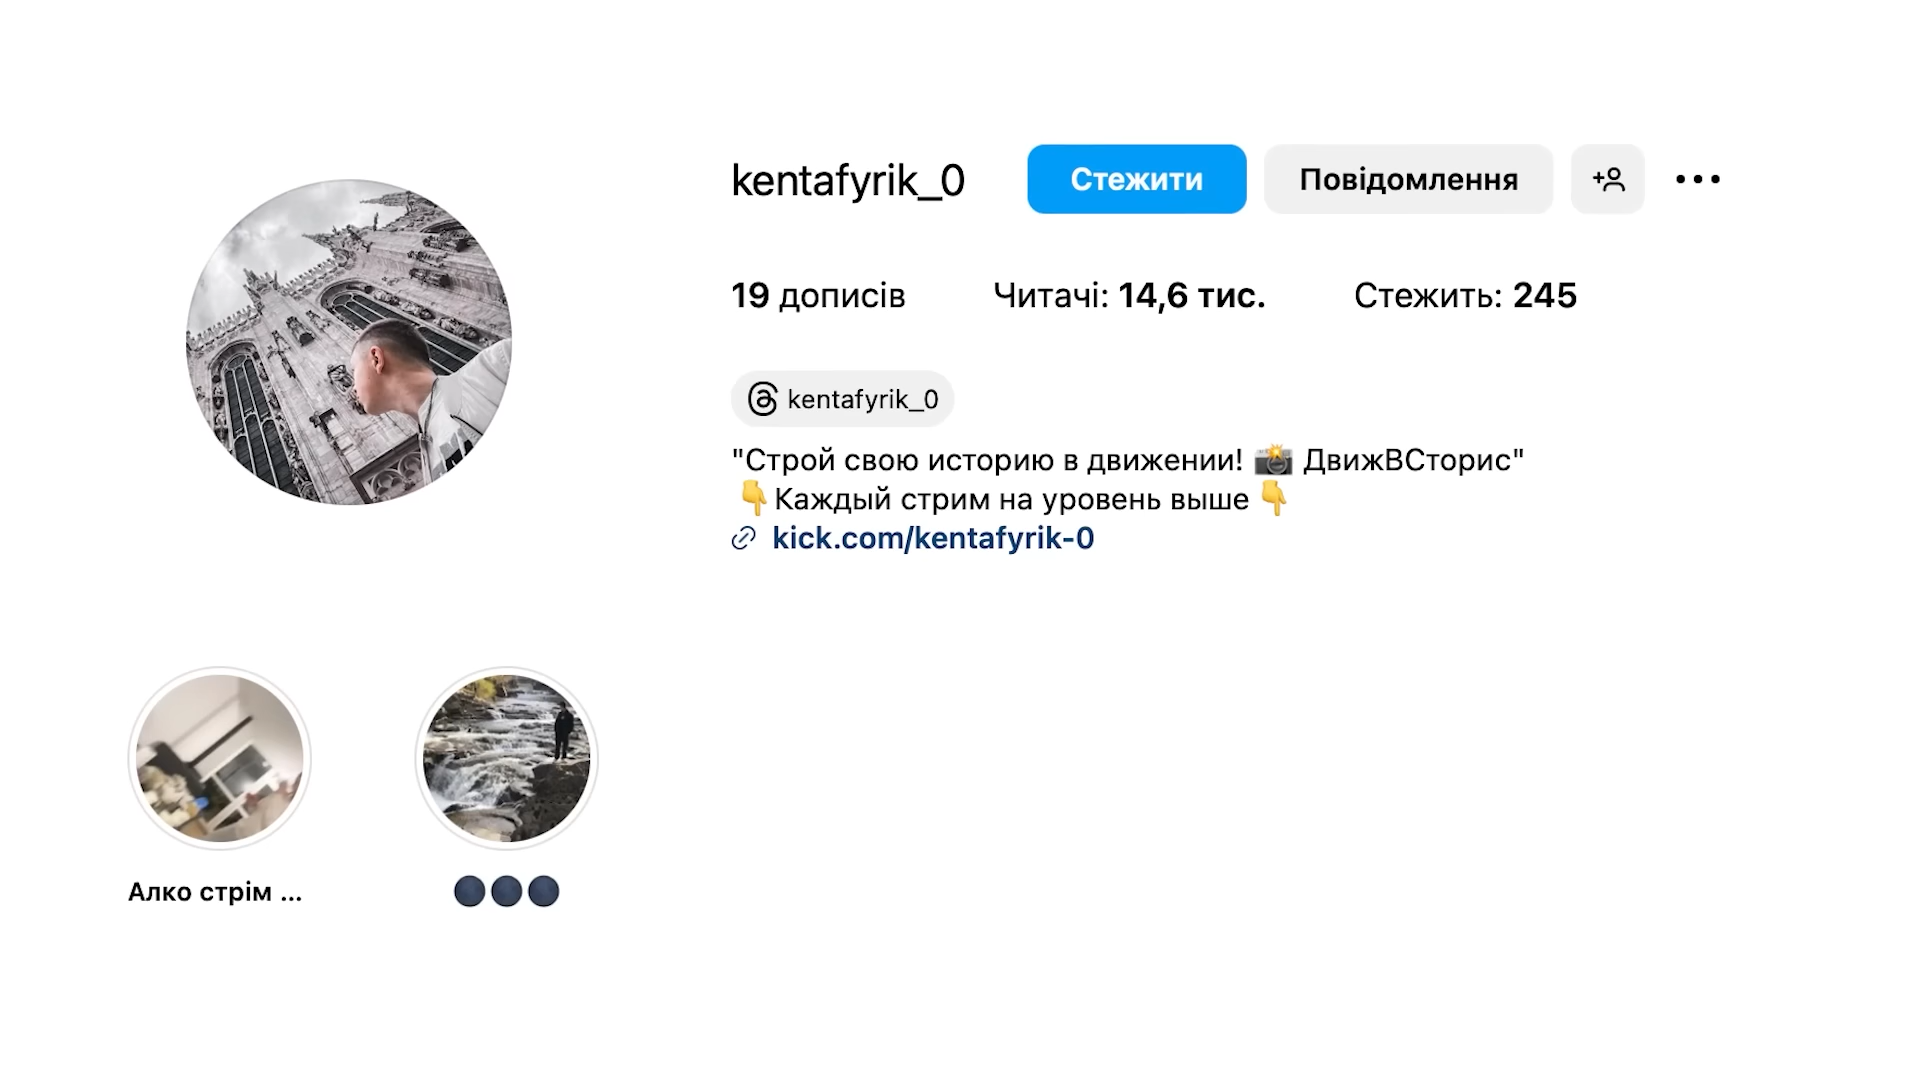 kentafyrik_0
Стежити
Повідомлення
19 дописів
Читачі: 14,6 тис.
Стежить: 245
kentafyrik_0
"Строй свою историю в движении! 📸 ДвижВСторис"
👇Каждый стрим на уровень выше 👇
kick.com/kentafyrik-0
Алко стрім ...